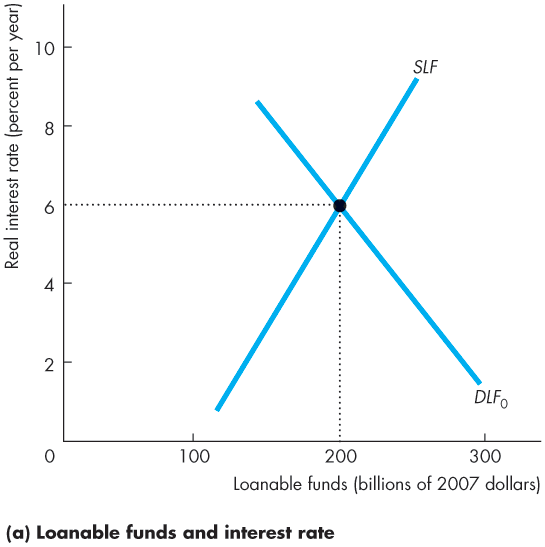 Real interest rate (percent per year)
10
8
6
4
2
0
100
200
300
SLF
DLF0
Loanable funds (billions of 2007 dollars)
(a) Loanable funds and interest rate